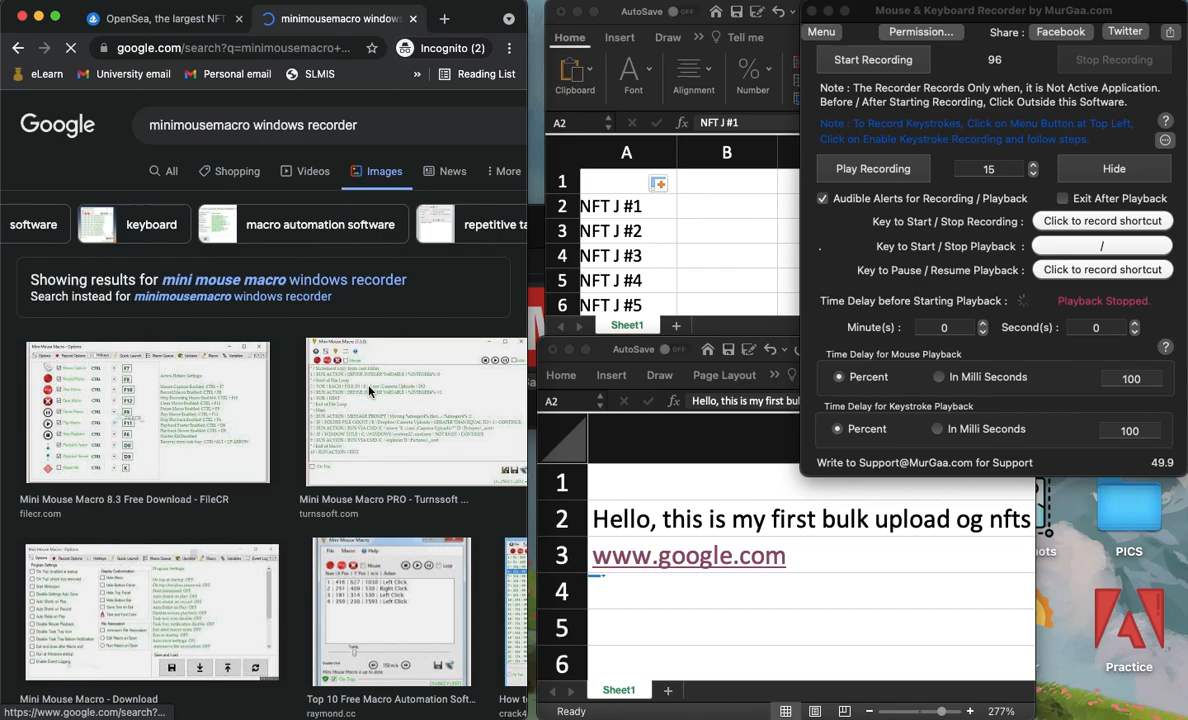 OpenSea, the largest NFT
minimousemacro window
google.com/search?q=minimousemacro+...
Incognito (2)
eLearn
University email
Personal email
SLMIS
»
Reading List
Google
minimousemacro windows recorder
All
Shopping
Videos
Images
News
More
software
keyboard
macro automation software
repetitive ta
Showing results for mini mouse macro windows recorder
Search instead for minimousemacro windows recorder
Mini Mouse Macro 8.3 Free Download - FileCR
filecr.com
Mini Mouse Macro PRO - Turnssoft ...
turnssoft.com
Mini Mouse Macro - Download
Top 10 Free Macro Automation Soft...
raymond.cc
How t
crack4
https://www.google.com/search?...
AutoSave OFF
Home
Insert
Draw
»
Tell me
Clipboard
Font
Alignment
Number
A2
fx
NFT J #1
A
B
1
2 NFT J #1
3 NFT J #2
4 NFT J #3
5 NFT J #4
6 NFT J #5
Sheet1
+
AutoSave OFF
Home
Insert
Draw
Page Layout
»
A2
fx
Hello, this is my first bul
1
2 Hello, this is my first bulk upload og nfts
3 www.google.com
4
5
6
Sheet1
+
Ready
277%
Mouse & Keyboard Recorder by MurGaa.com
Menu
Permission...
Share :
Facebook
Twitter
Start Recording
96
Stop Recording
Note : The Recorder Records Only when, it is Not Active Application.
Before / After Starting Recording, Click Outside this Software.
Note : To Record Keystrokes, Click on Menu Button at Top Left,
Click on Enable Keystroke Recording and follow steps.
Play Recording
15
Hide
Audible Alerts for Recording / Playback
Exit After Playback
Key to Start / Stop Recording :
Click to record shortcut
Key to Start / Stop Playback :
/
Key to Pause / Resume Playback :
Click to record shortcut
Time Delay before Starting Playback :
Playback Stopped.
Minute(s) :
0
Second(s) :
0
Time Delay for Mouse Playback
Percent
In Milli Seconds
100
Time Delay for Keystroke Playback
Percent
In Milli Seconds
100
Write to Support@MurGaa.com for Support
49.9
PICS
Practice